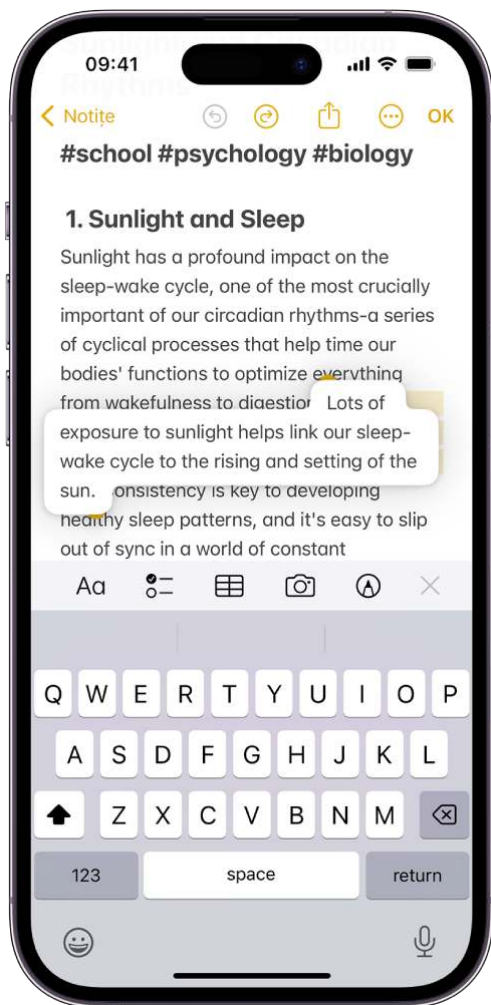 09:41
Notițe
OK
#school #psychology #biology
1. Sunlight and Sleep
Sunlight has a profound impact on the
sleep-wake cycle, one of the most crucially
important of our circadian rhythms-a series
of cyclical processes that help time our
bodies' functions to optimize everything
from wakefulness to digestion Lots of
exposure to sunlight helps link our sleep-
wake cycle to the rising and setting of the
sun. onsistency is key to developing
healthy sleep patterns, and it's easy to slip
out of sync in a world of constant
Aa
Q W E R T Y U I O P
A S D F G H J K L
Z X C V B N M
123 space return